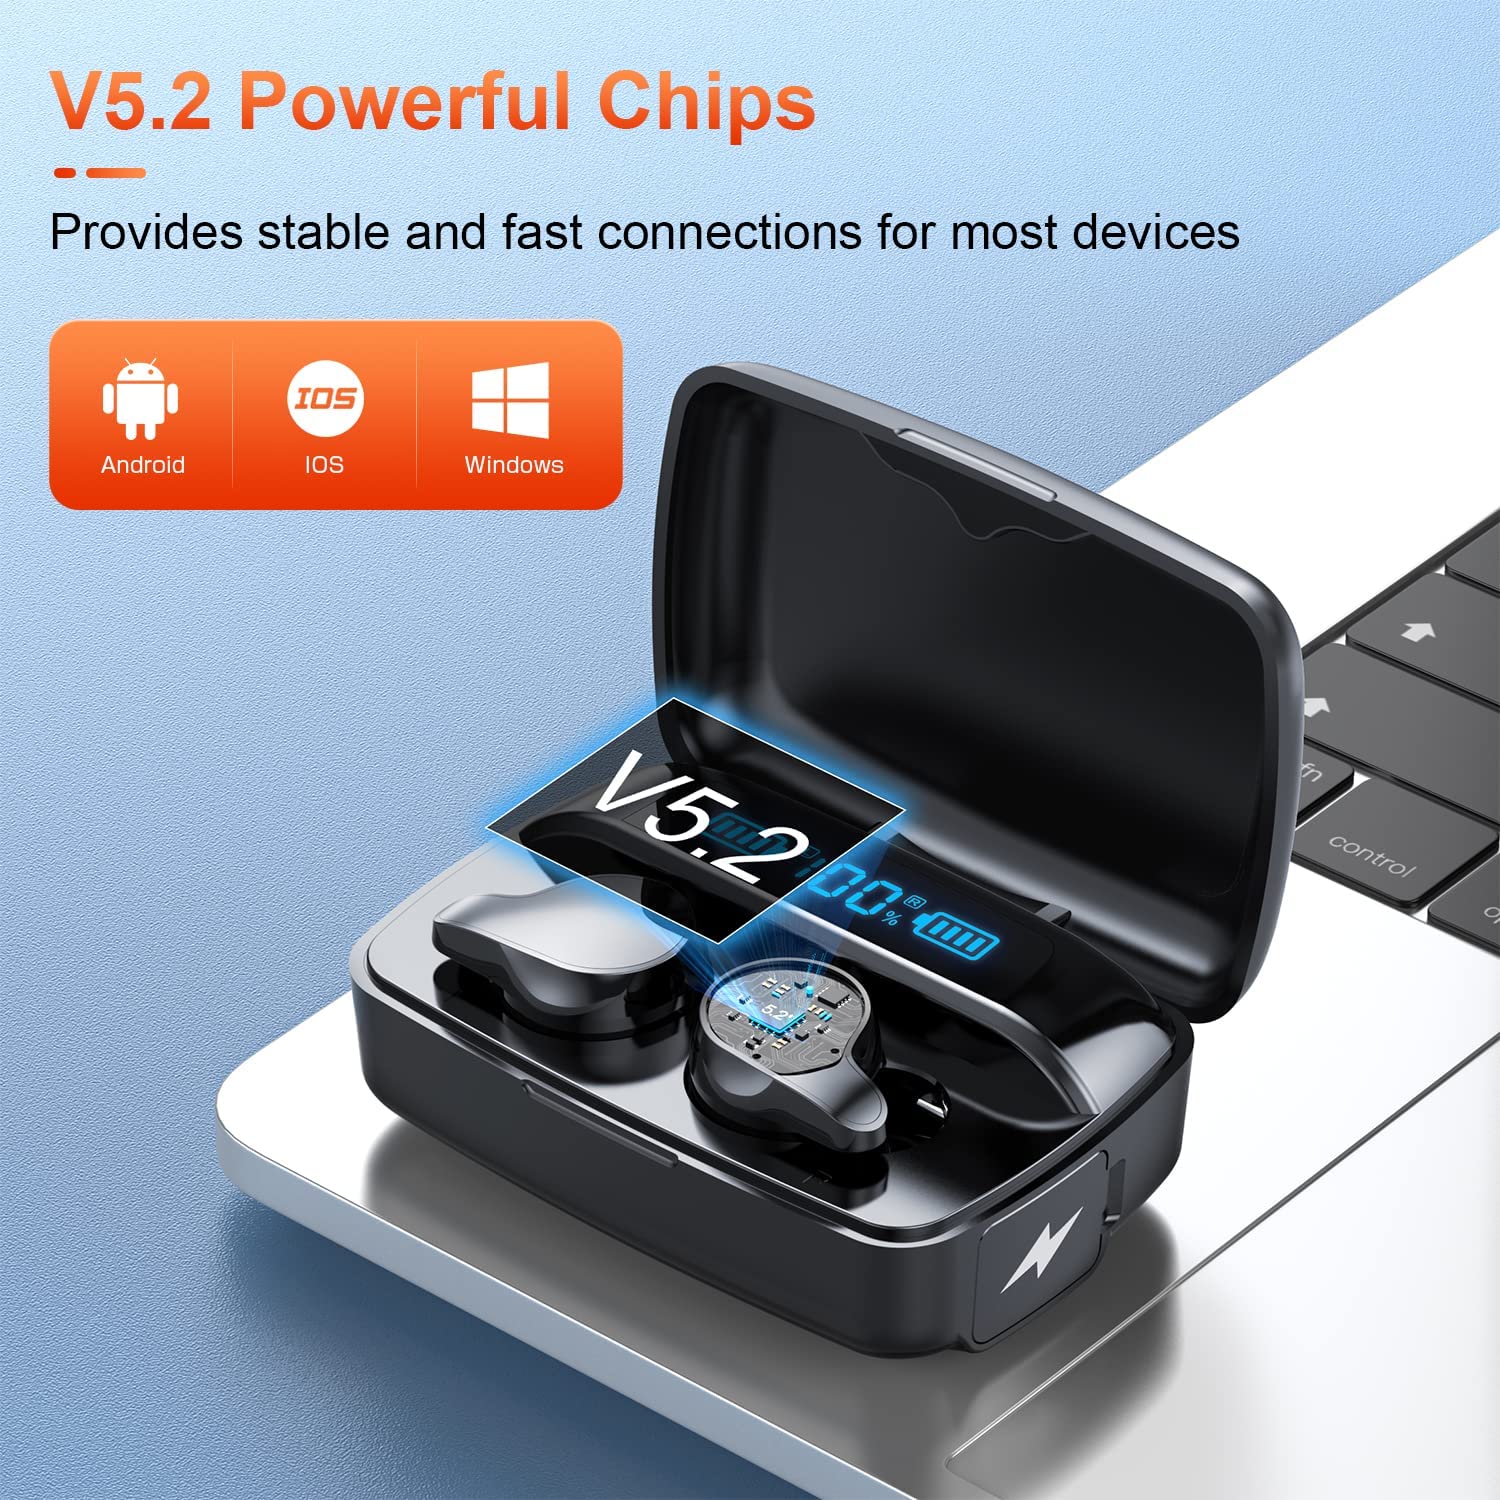 V5.2 Powerful Chips
Provides stable and fast connections for most devices
IOS
Android
IOS
Windows
V5.2
100%
R
5.2
fn
control